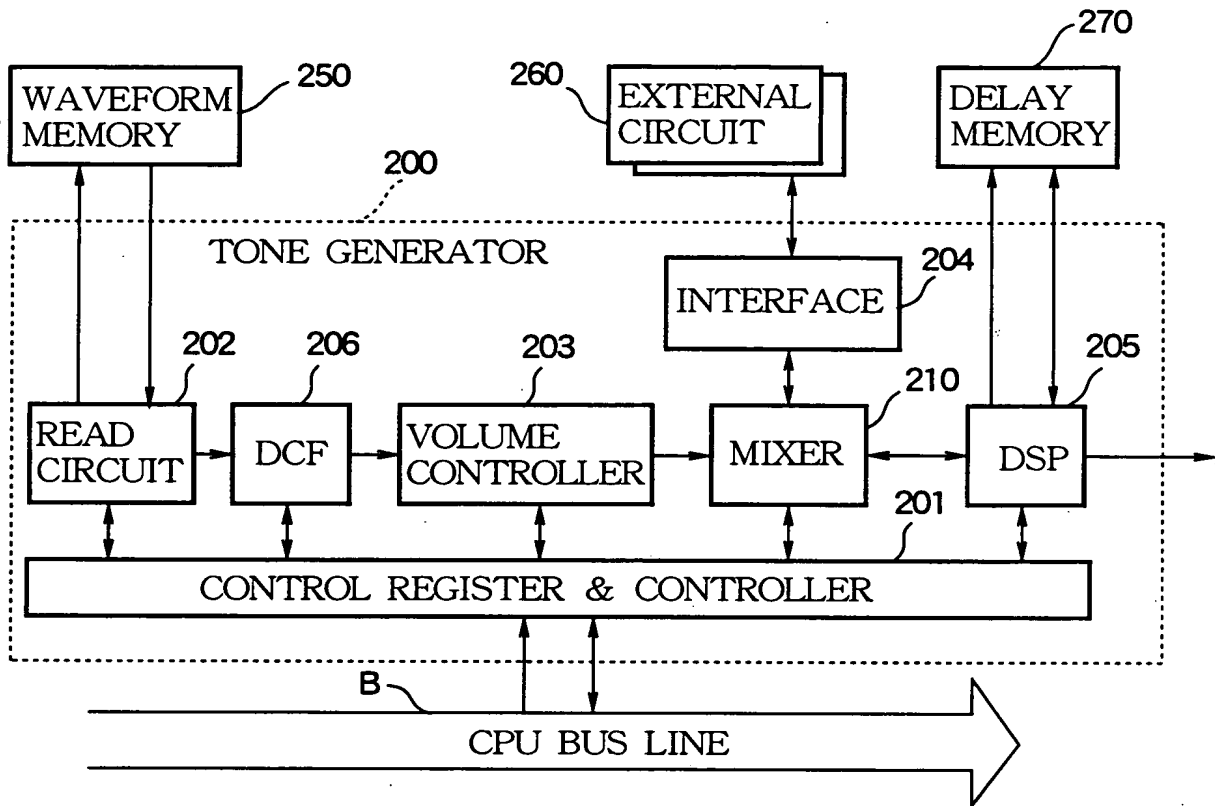 270
250
260
WAVEFORM
MEMORY
EXTERNAL
CIRCUIT
DELAY
MEMORY
200
TONE GENERATOR
204
INTERFACE
202
206
203
210
205
READ
CIRCUIT
DCF
VOLUME
CONTROLLER
MIXER
DSP
201
CONTROL REGISTER & CONTROLLER
B
CPU BUS LINE